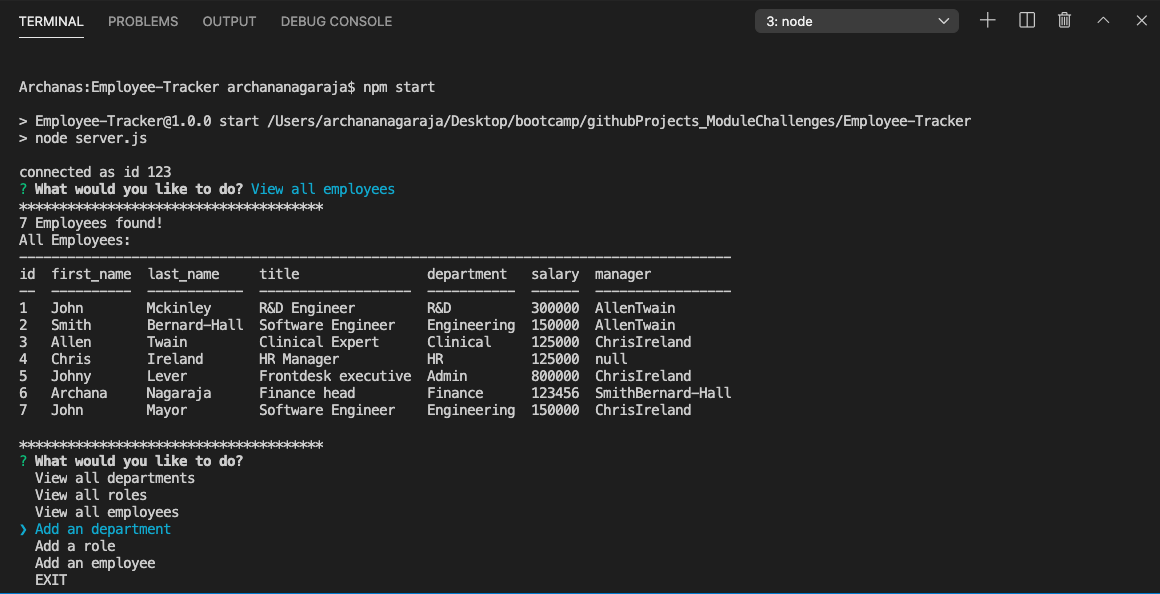 TERMINAL PROBLEMS OUTPUT DEBUG CONSOLE 3: node
Archanas:Employee-Tracker archananagaraja$ npm start
> Employee-Tracker@1.0.0 start /Users/archananagaraja/Desktop/bootcamp/githubProjects_ModuleChallenges/Employee-Tracker
> node server.js
connected as id 123
? What would you like to do? View all employees
**************************************
7 Employees found!
All Employees:
-----------------------------------------------------------------------------------------
id  first_name  last_name     title                department   salary  manager
--  ----------  ------------  -------------------  -----------  ------  -----------------
1   John        Mckinley      R&D Engineer         R&D          300000  AllenTwain
2   Smith       Bernard-Hall  Software Engineer    Engineering  150000  AllenTwain
3   Allen       Twain         Clinical Expert      Clinical     125000  ChrisIreland
4   Chris       Ireland       HR Manager           HR           125000  null
5   Johny       Lever         Frontdesk executive  Admin        800000  ChrisIreland
6   Archana     Nagaraja      Finance head         Finance      123456  SmithBernard-Hall
7   John        Mayor         Software Engineer    Engineering  150000  ChrisIreland
**************************************
? What would you like to do?
View all departments
View all roles
View all employees
❯ Add an department
Add a role
Add an employee
EXIT